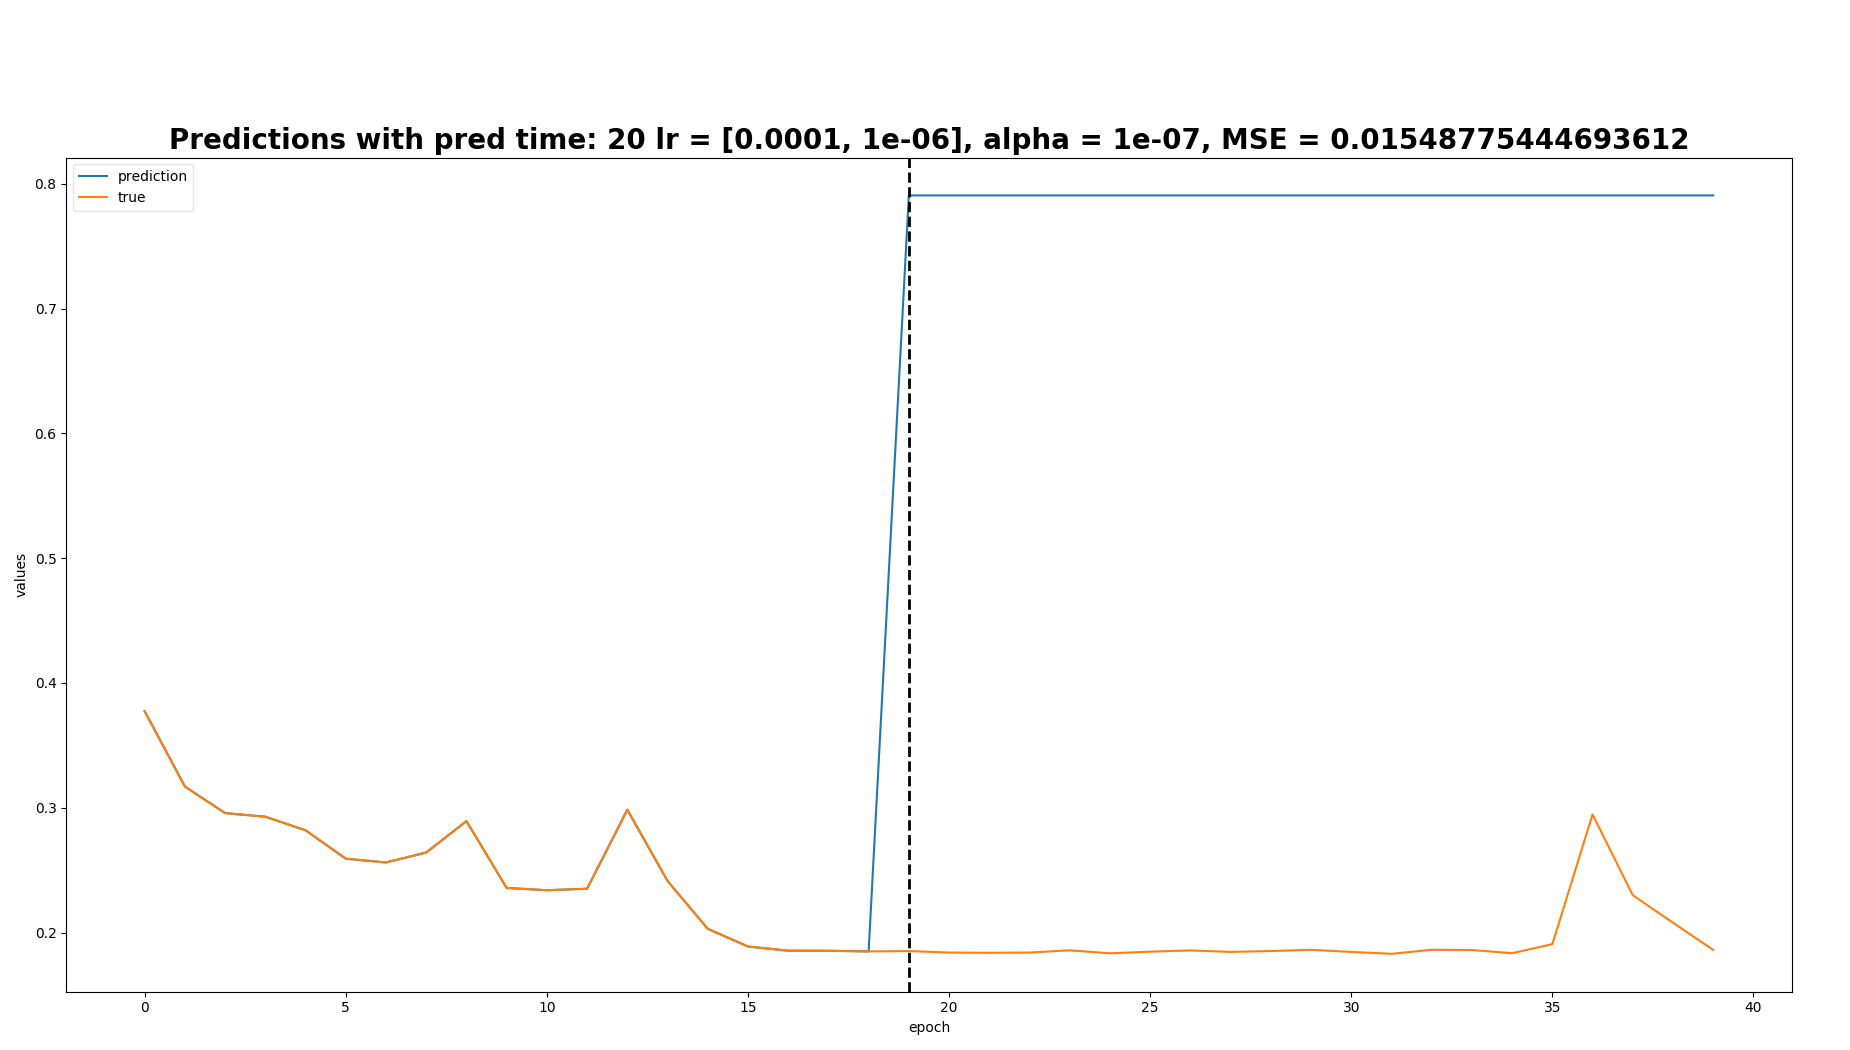 Predictions with pred time: 20 lr = [0.0001, 1e-06], alpha = 1e-07, MSE = 0.01548775444693612
prediction
true
0.8
0.7
0.6
0.5
0.4
0.3
0.2
values
0 5 10 15 20 25 30 35 40
epoch